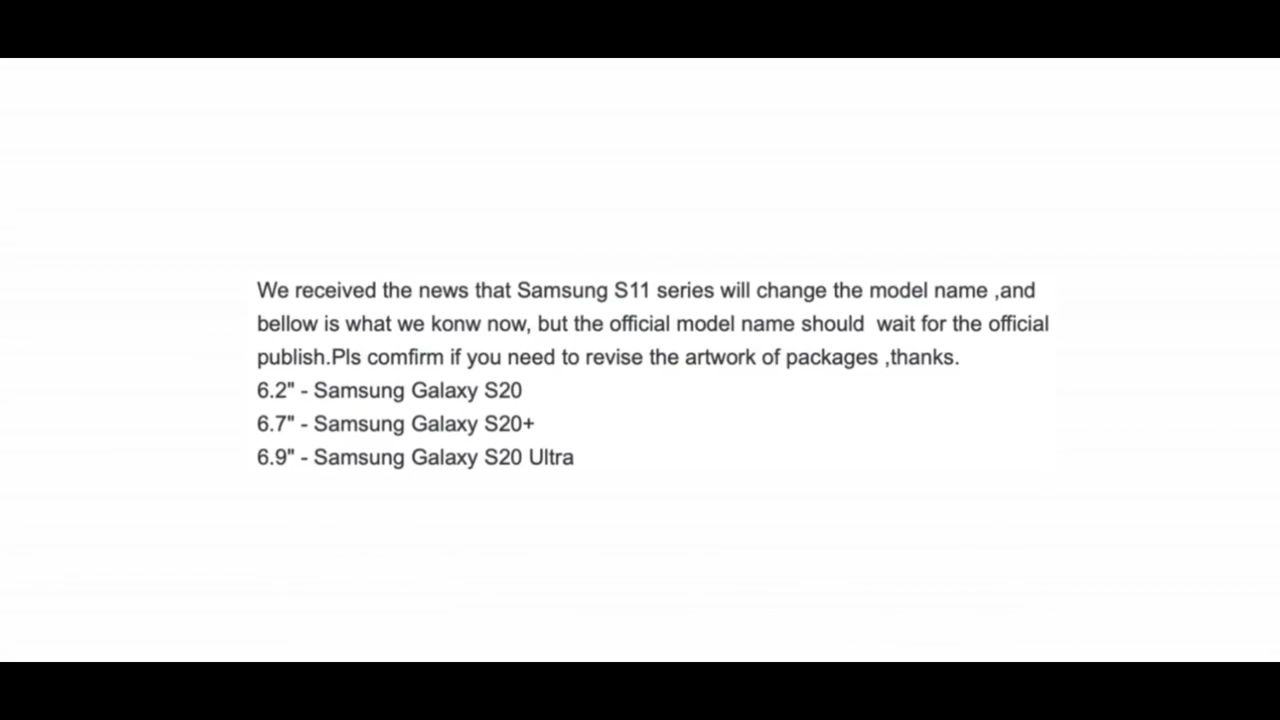 We received the news that Samsung S11 series will change the model name ,and
bellow is what we konw now, but the official model name should  wait for the official
publish.Pls comfirm if you need to revise the artwork of packages ,thanks.
6.2" - Samsung Galaxy S20
6.7" - Samsung Galaxy S20+
6.9" - Samsung Galaxy S20 Ultra